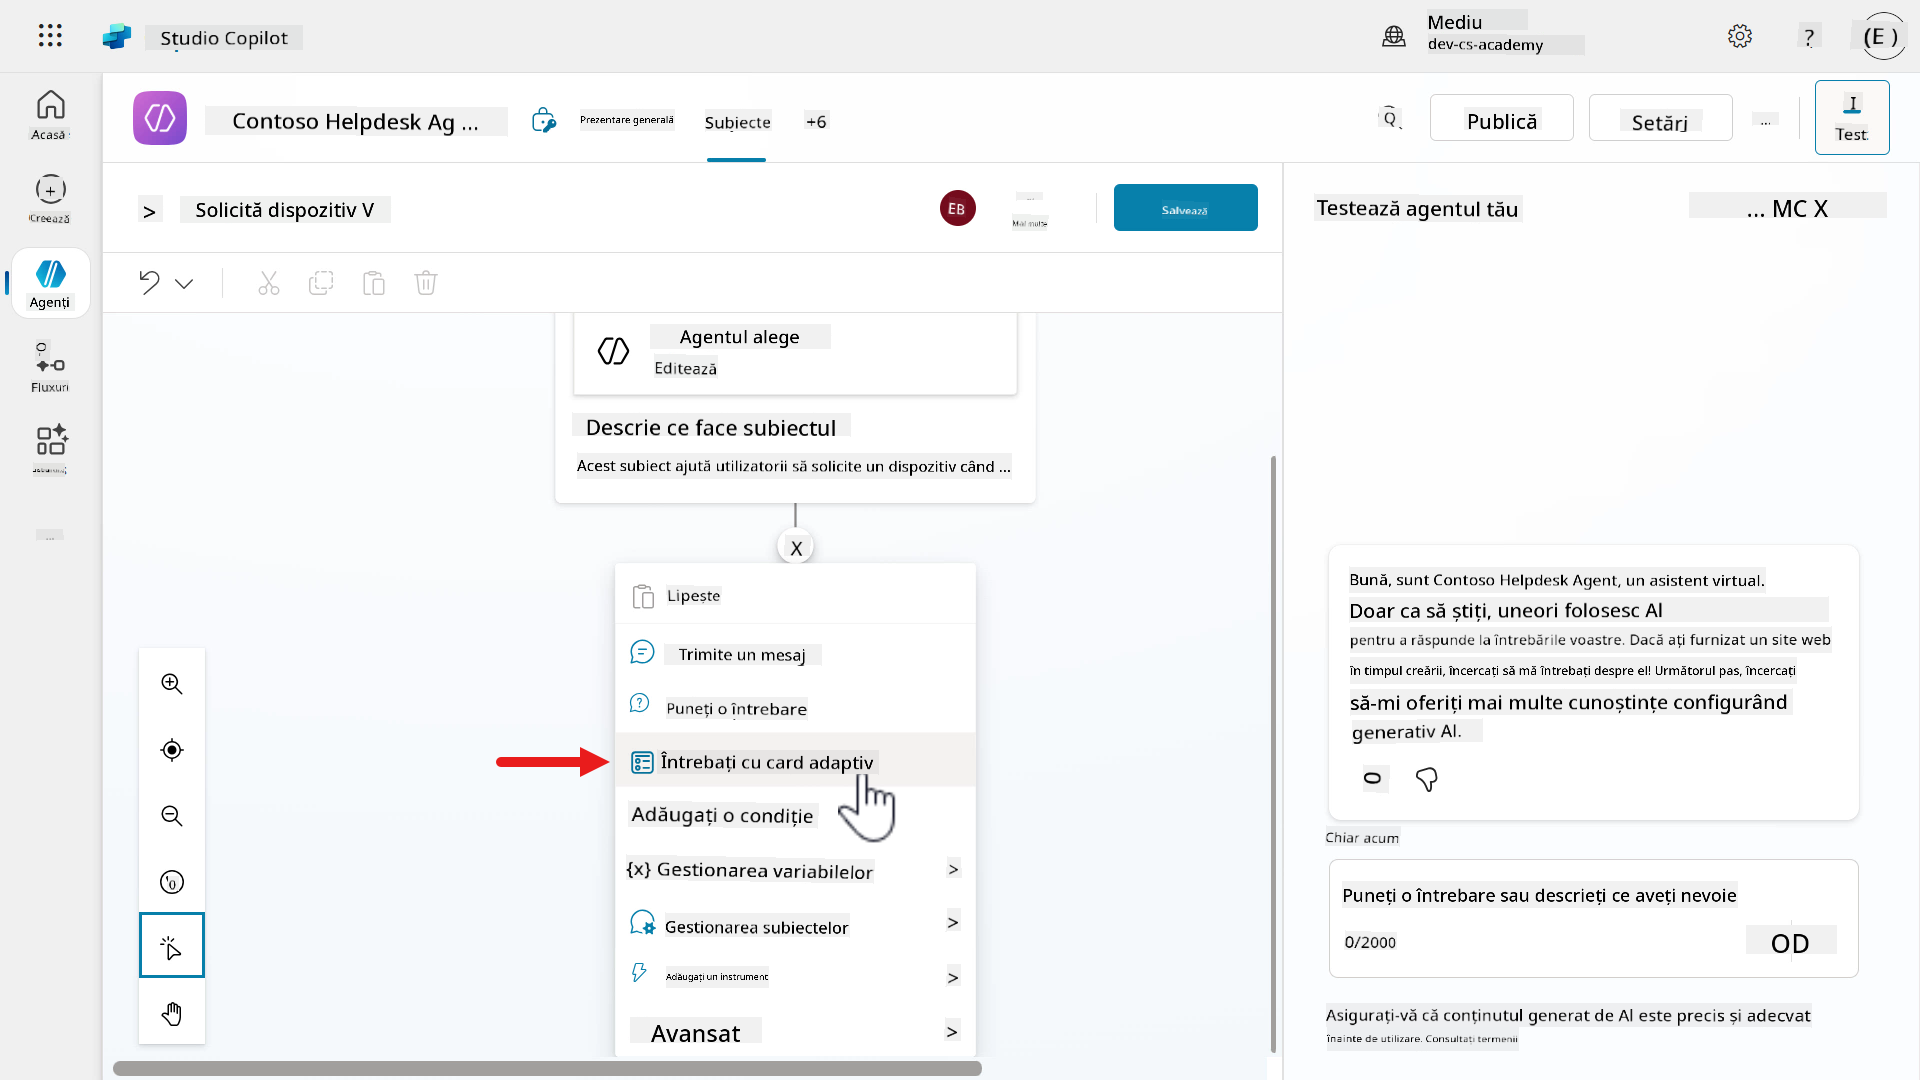 Studio Copilot
Mediu
dev-cs-academy
?
(E )
Acasă
Creează
Agenți
Fluxuri
Contoso Helpdesk Ag ...
Prezentare generală
Subiecte
+6
Publică
Setări
...
Test
> Solicită dispozitiv V
EB
Mai multe
Salvează
Agentul alege
Editează
Descrie ce face subiectul
Acest subiect ajută utilizatorii să solicite un dispozitiv când ...
X
Lipește
Trimite un mesaj
Puneți o întrebare
Întrebați cu card adaptiv
Adăugați o condiție
{x} Gestionarea variabilelor >
Gestionarea subiectelor >
Adăugați un instrument >
Avansat >
Testează agentul tău
... MC X
Bună, sunt Contoso Helpdesk Agent, un asistent virtual.
Doar ca să știți, uneori folosesc AI
pentru a răspunde la întrebările voastre. Dacă ați furnizat un site web
în timpul creării, încercați să mă întrebați despre el! Următorul pas, încercați
să-mi oferiți mai multe cunoștințe configurând
generativ AI.
Chiar acum
Puneți o întrebare sau descrieți ce aveți nevoie
0/2000
OD
Asigurați-vă că conținutul generat de AI este precis și adecvat
înainte de utilizare. Consultați termenii